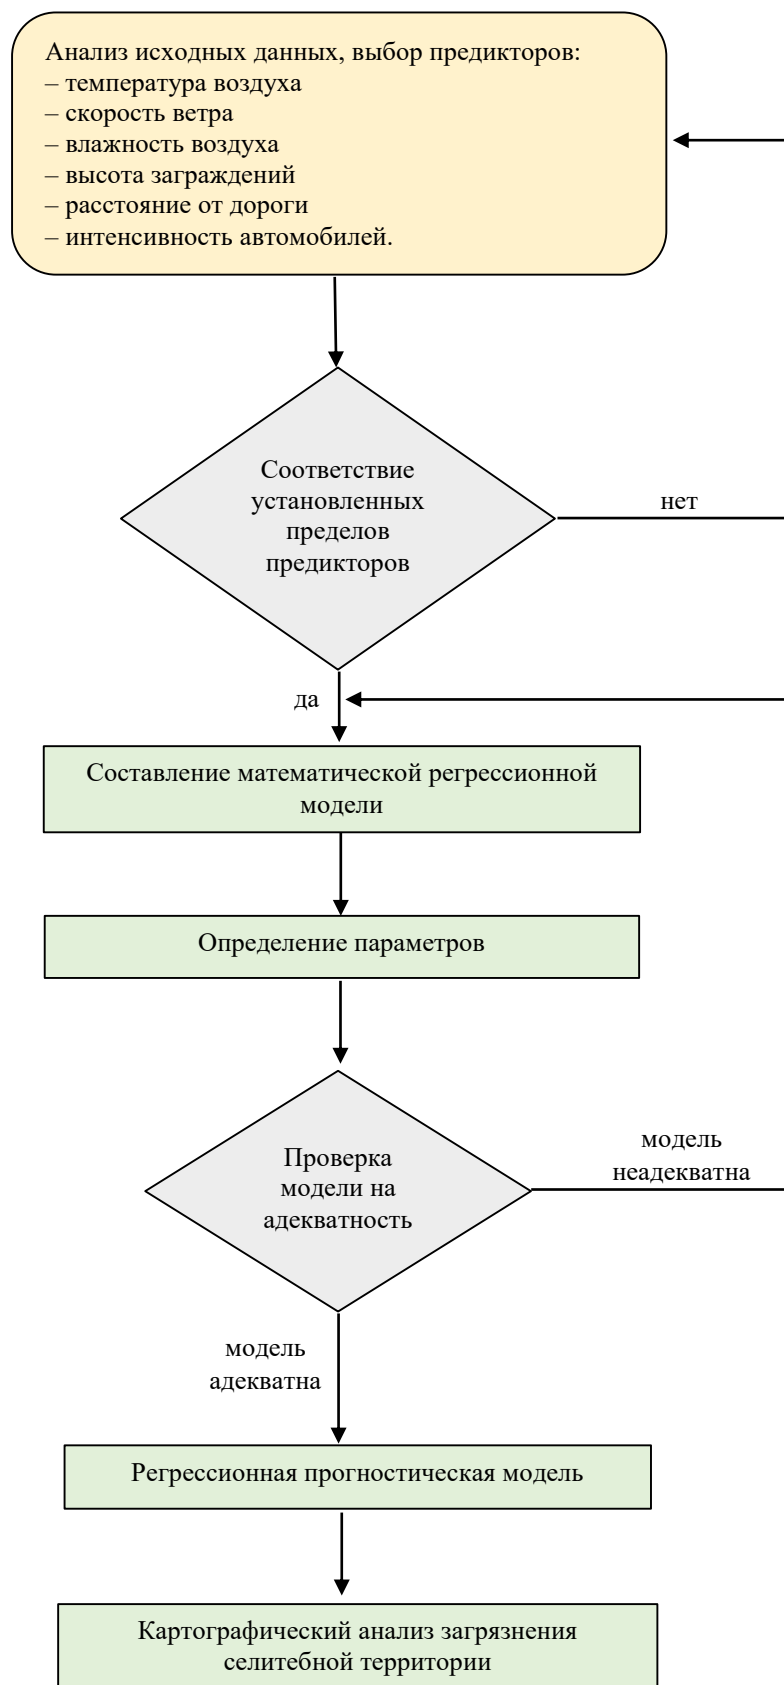 Анализ исходных данных, выбор предикторов:
– температура воздуха
– скорость ветра
– влажность воздуха
– высота заграждений
– расстояние от дороги
– интенсивность автомобилей.
Соответствие
установленных
пределов
предикторов
нет
да
Составление математической регрессионной
модели
Определение параметров
Проверка
модели на
адекватность
модель
неадекватна
модель
адекватна
Регрессионная прогностическая модель
Картографический анализ загрязнения
селитебной территории